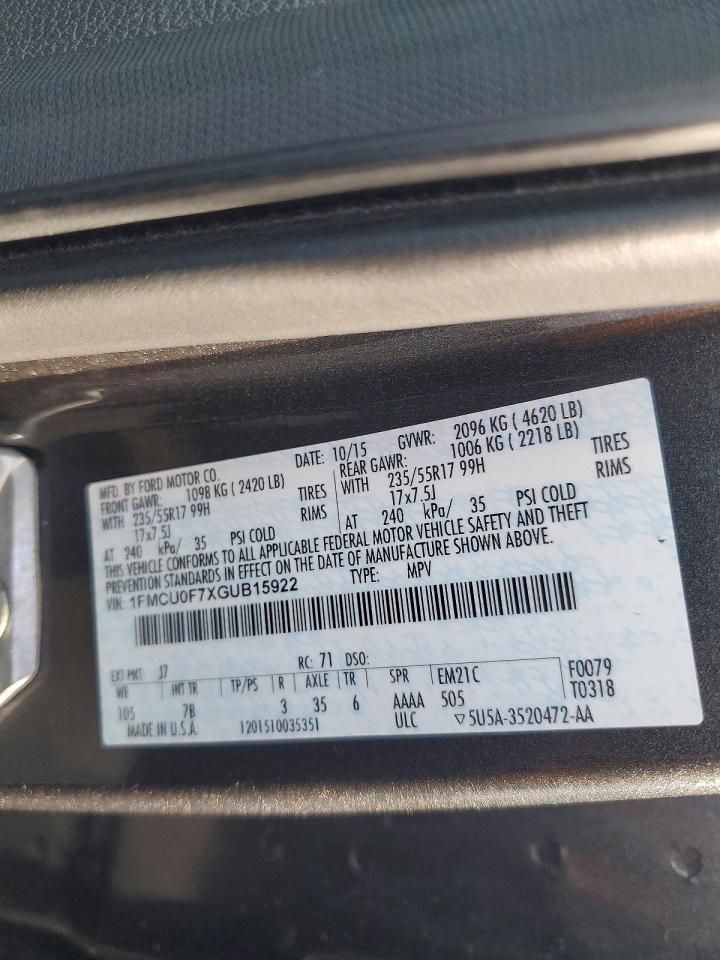 MFD. BY FORD MOTOR CO. DATE: 10/15 GVWR: 2096 KG ( 4620 LB)
FRONT GAWR: 1098 KG ( 2420 LB) REAR GAWR: 1006 KG ( 2218 LB)
WITH 235/55R17 99H TIRES WITH 235/55R17 99H TIRES
17x7.5J RIMS 17x7.5J RIMS
AT 240 kPa/ 35 PSI COLD AT 240 kPa/ 35 PSI COLD
THIS VEHICLE CONFORMS TO ALL APPLICABLE FEDERAL MOTOR VEHICLE SAFETY AND THEFT
PREVENTION STANDARDS IN EFFECT ON THE DATE OF MANUFACTURE SHOWN ABOVE.
VIN: 1FMCU0F7XGUB15922 TYPE: MPV
EXT PNT: J7 RC: 71 DSO:
WB INT TR TP/PS R AXLE TR SPR EM21C F0079
105 7B 3 35 6 AAAA 505 T0318
MADE IN U.S.A. 1201510035351 ULC ▽5U5A-3520472-AA